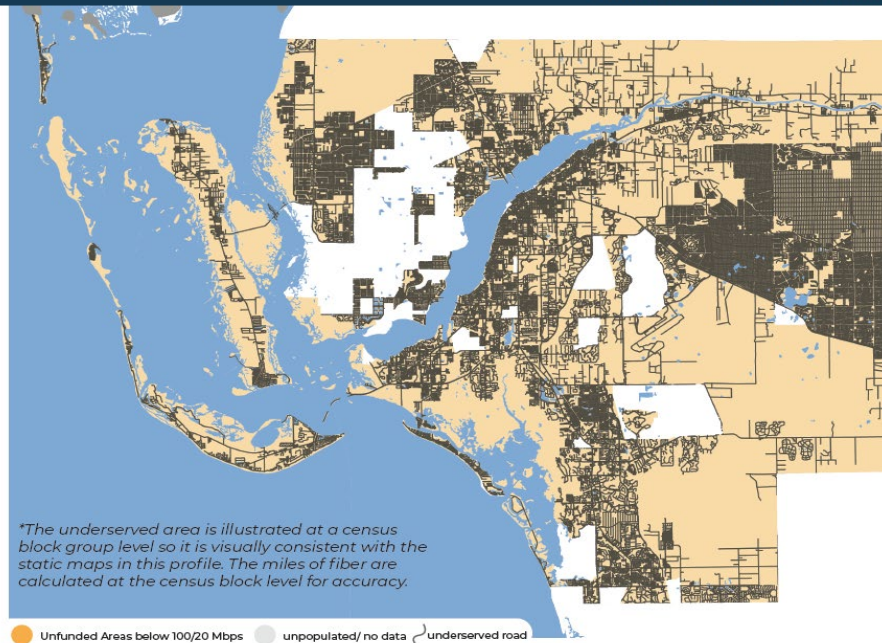 *The underserved area is illustrated at a census
block group level so it is visually consistent with the
static maps in this profile. The miles of fiber are
calculated at the census block level for accuracy.
Unfunded Areas below 100/20 Mbps unpopulated/ no data underserved road